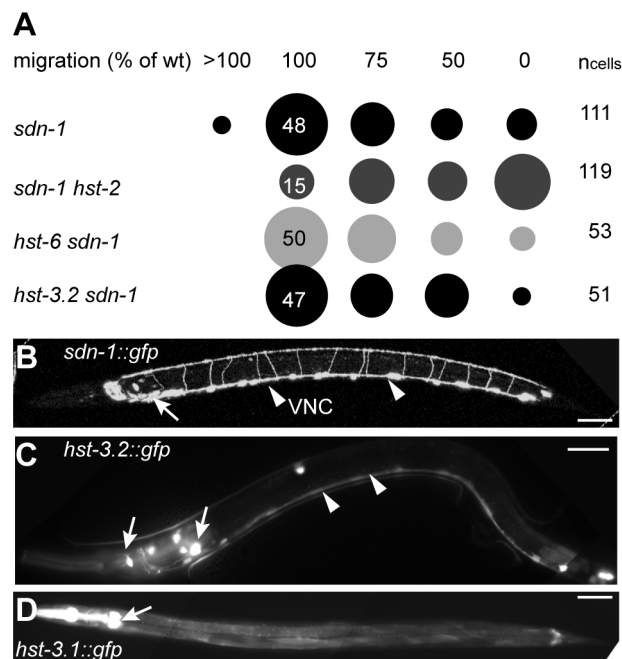 A
migration (% of wt) >100 100 75 50 0 ncells
sdn-1 48 111
sdn-1 hst-2 15 119
hst-6 sdn-1 50 53
hst-3.2 sdn-1 47 51
B sdn-1::gfp
VNC
C hst-3.2::gfp
D
hst-3.1::gfp